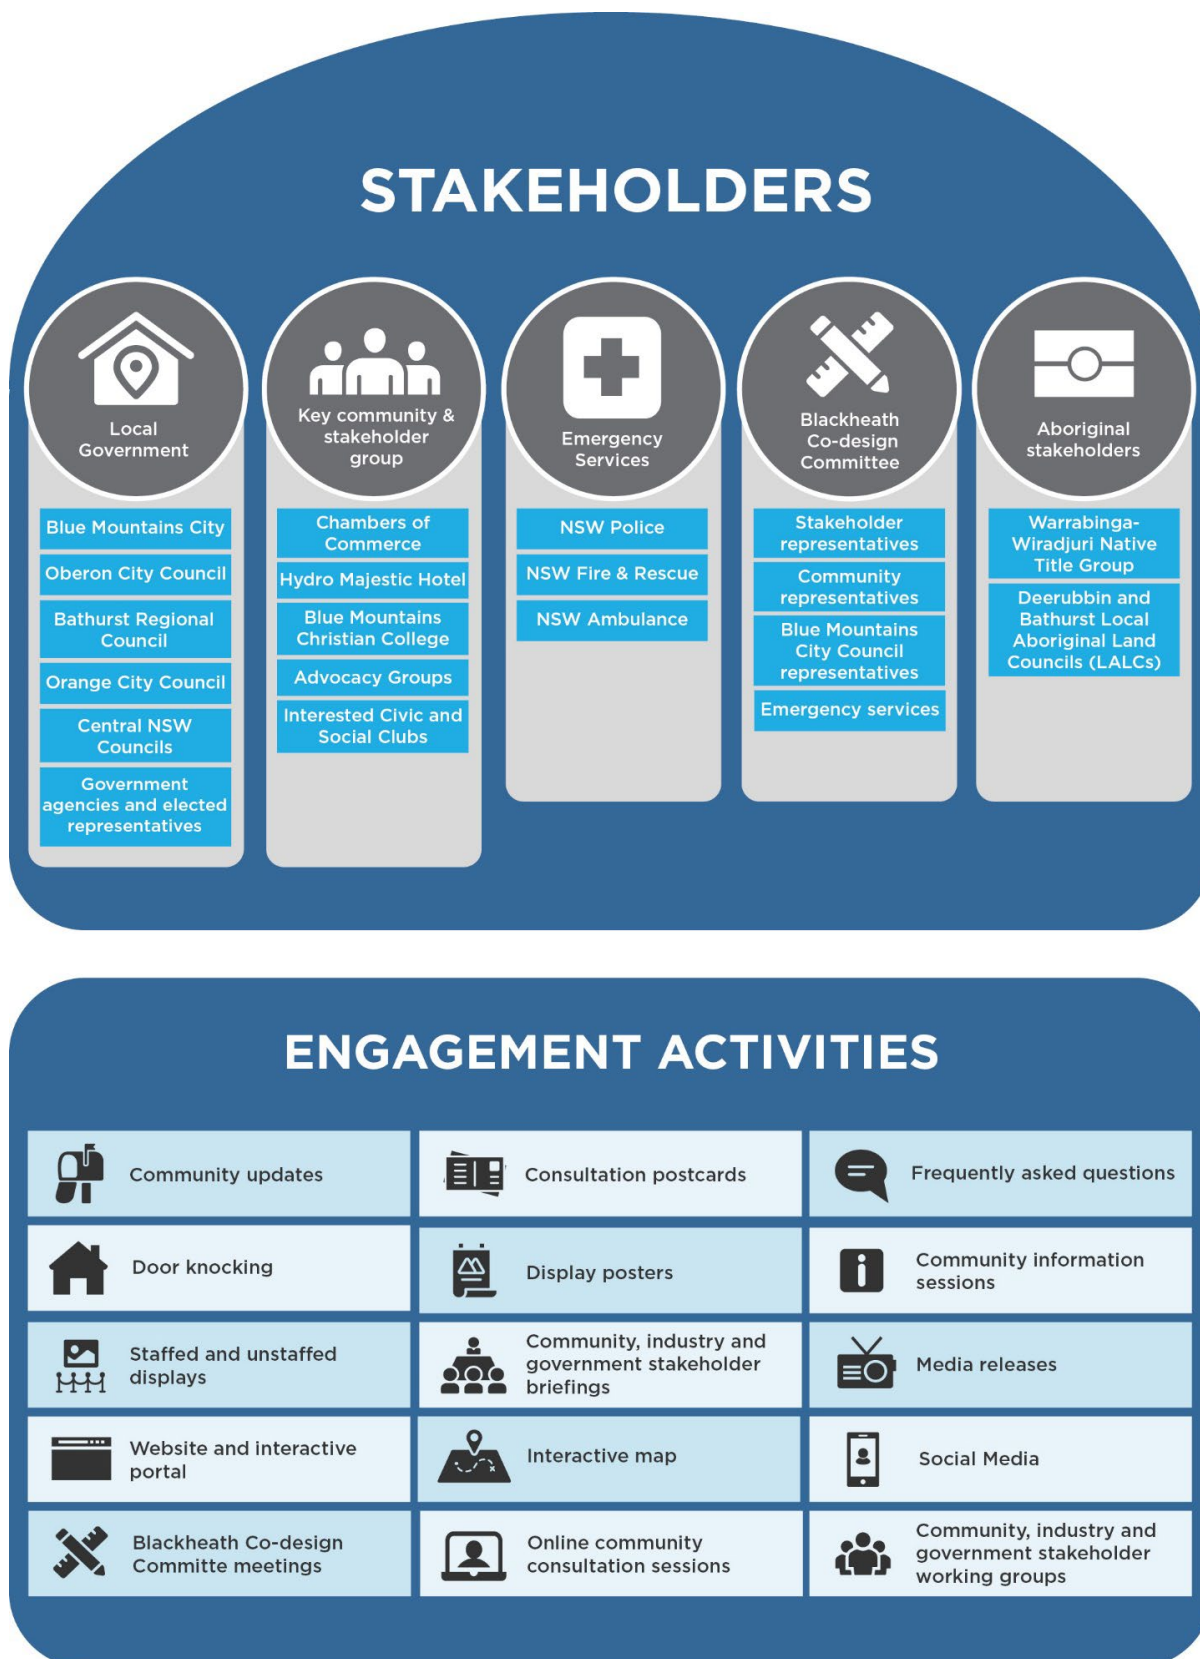 STAKEHOLDERS
Local
Government
Blue Mountains City
Oberon City Council
Bathurst Regional
Council
Orange City Council
Central NSW
Councils
Government
agencies and elected
representatives
Key community &
stakeholder
group
Chambers of
Commerce
Hydro Majestic Hotel
Blue Mountains
Christian College
Advocacy Groups
Interested Civic and
Social Clubs
Emergency
Services
NSW Police
NSW Fire & Rescue
NSW Ambulance
Blackheath
Co-design
Committee
Stakeholder
representatives
Community
representatives
Blue Mountains
City Council
representatives
Emergency services
Aboriginal
stakeholders
Warrabinga-
Wiradjuri Native
Title Group
Deerubbin and
Bathurst Local
Aboriginal Land
Councils (LALCs)
ENGAGEMENT ACTIVITIES
Community updates
Consultation postcards
Frequently asked questions
Door knocking
Display posters
Community information
sessions
Staffed and unstaffed
displays
Community, industry and
government stakeholder
briefings
Media releases
Website and interactive
portal
Interactive map
Social Media
Blackheath Co-design
Committe meetings
Online community
consultation sessions
Community, industry and
government stakeholder
working groups